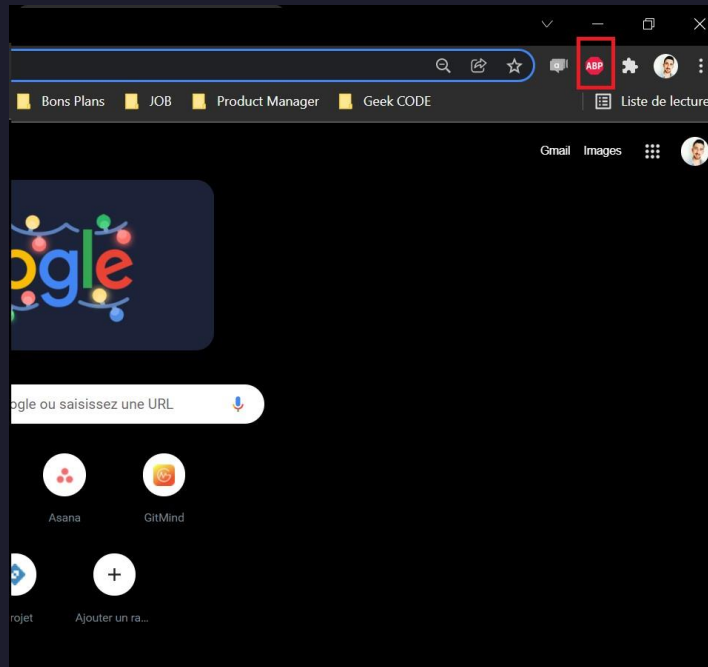 ABP
Bons Plans JOB Product Manager Geek CODE Liste de lecture
Gmail Images
ogle
ogle ou saisissez une URL
Asana GitMind
rojet Ajouter un ra...